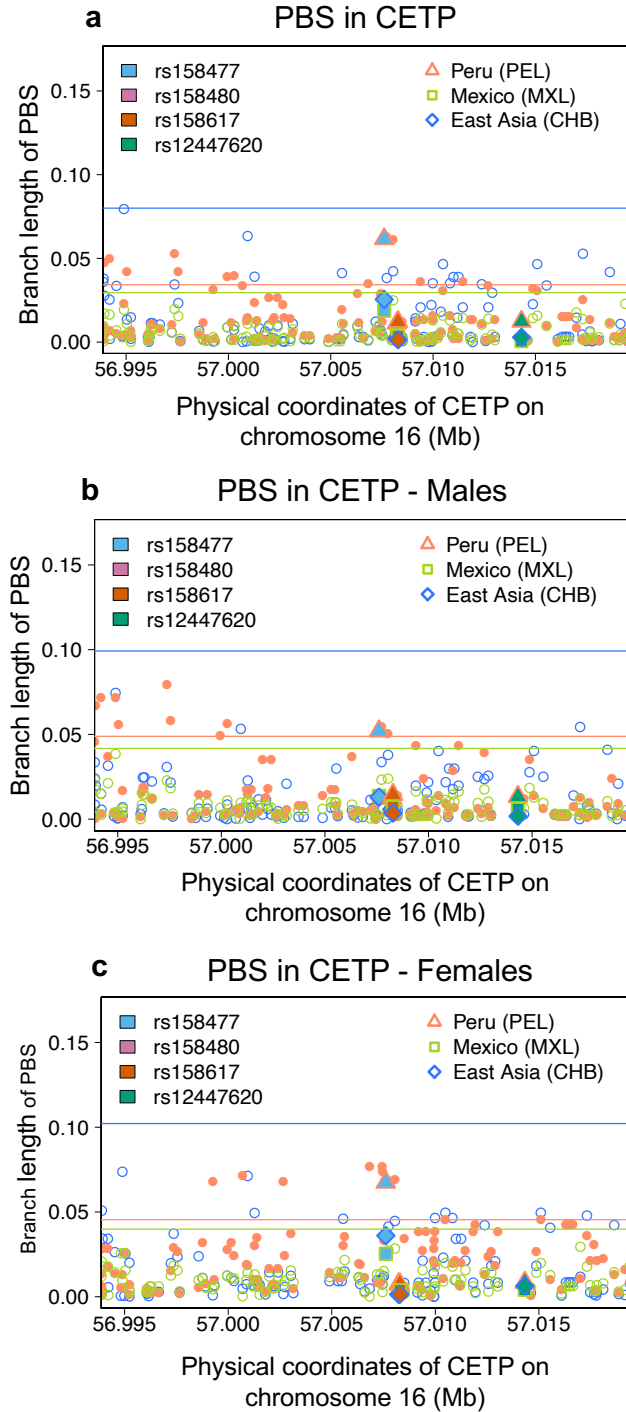 a
PBS in CETP
rs158477
rs158480
rs158617
rs12447620
Peru (PEL)
Mexico (MXL)
East Asia (CHB)
Branch length of PBS
0.15
0.10
0.05
0.00
56.995
57.000
57.005
57.010
57.015
Physical coordinates of CETP on
chromosome 16 (Mb)
b
PBS in CETP - Males
rs158477
rs158480
rs158617
rs12447620
Peru (PEL)
Mexico (MXL)
East Asia (CHB)
Branch length of PBS
0.15
0.10
0.05
0.00
56.995
57.000
57.005
57.010
57.015
Physical coordinates of CETP on
chromosome 16 (Mb)
c
PBS in CETP - Females
rs158477
rs158480
rs158617
rs12447620
Peru (PEL)
Mexico (MXL)
East Asia (CHB)
Branch length of PBS
0.15
0.10
0.05
0.00
56.995
57.000
57.005
57.010
57.015
Physical coordinates of CETP on
chromosome 16 (Mb)